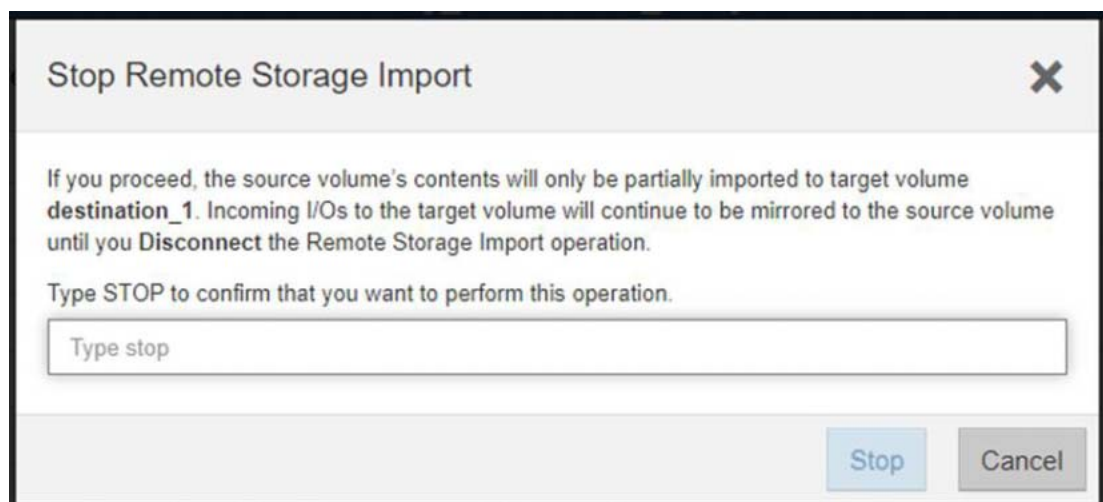 Stop Remote Storage Import
If you proceed, the source volume's contents will only be partially imported to target volume
destination_1. Incoming I/Os to the target volume will continue to be mirrored to the source volume
until you Disconnect the Remote Storage Import operation.
Type STOP to confirm that you want to perform this operation.
Type stop
Stop
Cancel